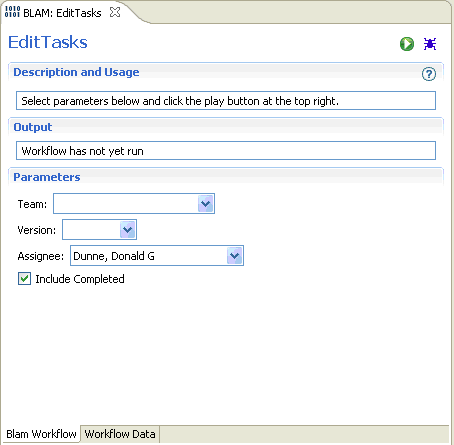 BLAM: EditTasks
EditTasks
Description and Usage
Select parameters below and click the play button at the top right.
Output
Workflow has not yet run
Parameters
Team:
Version:
Assignee: Dunne, Donald G
Include Completed
Blam Workflow Workflow Data